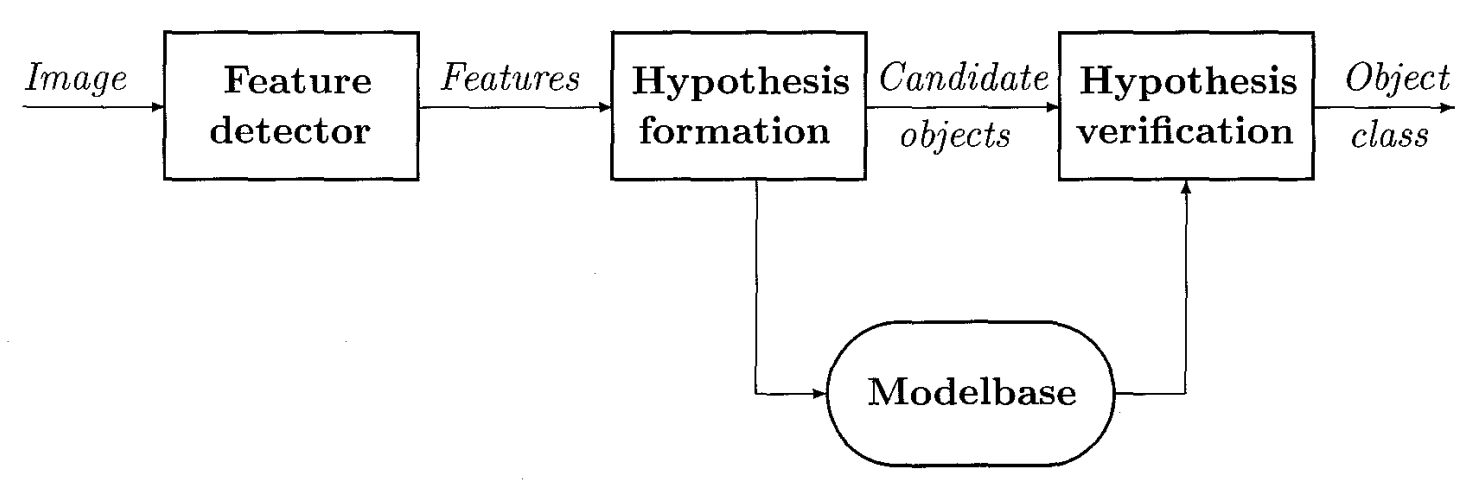 Image
Feature
detector
Features
Hypothesis
formation
Candidate
objects
Hypothesis
verification
Object
class
Modelbase